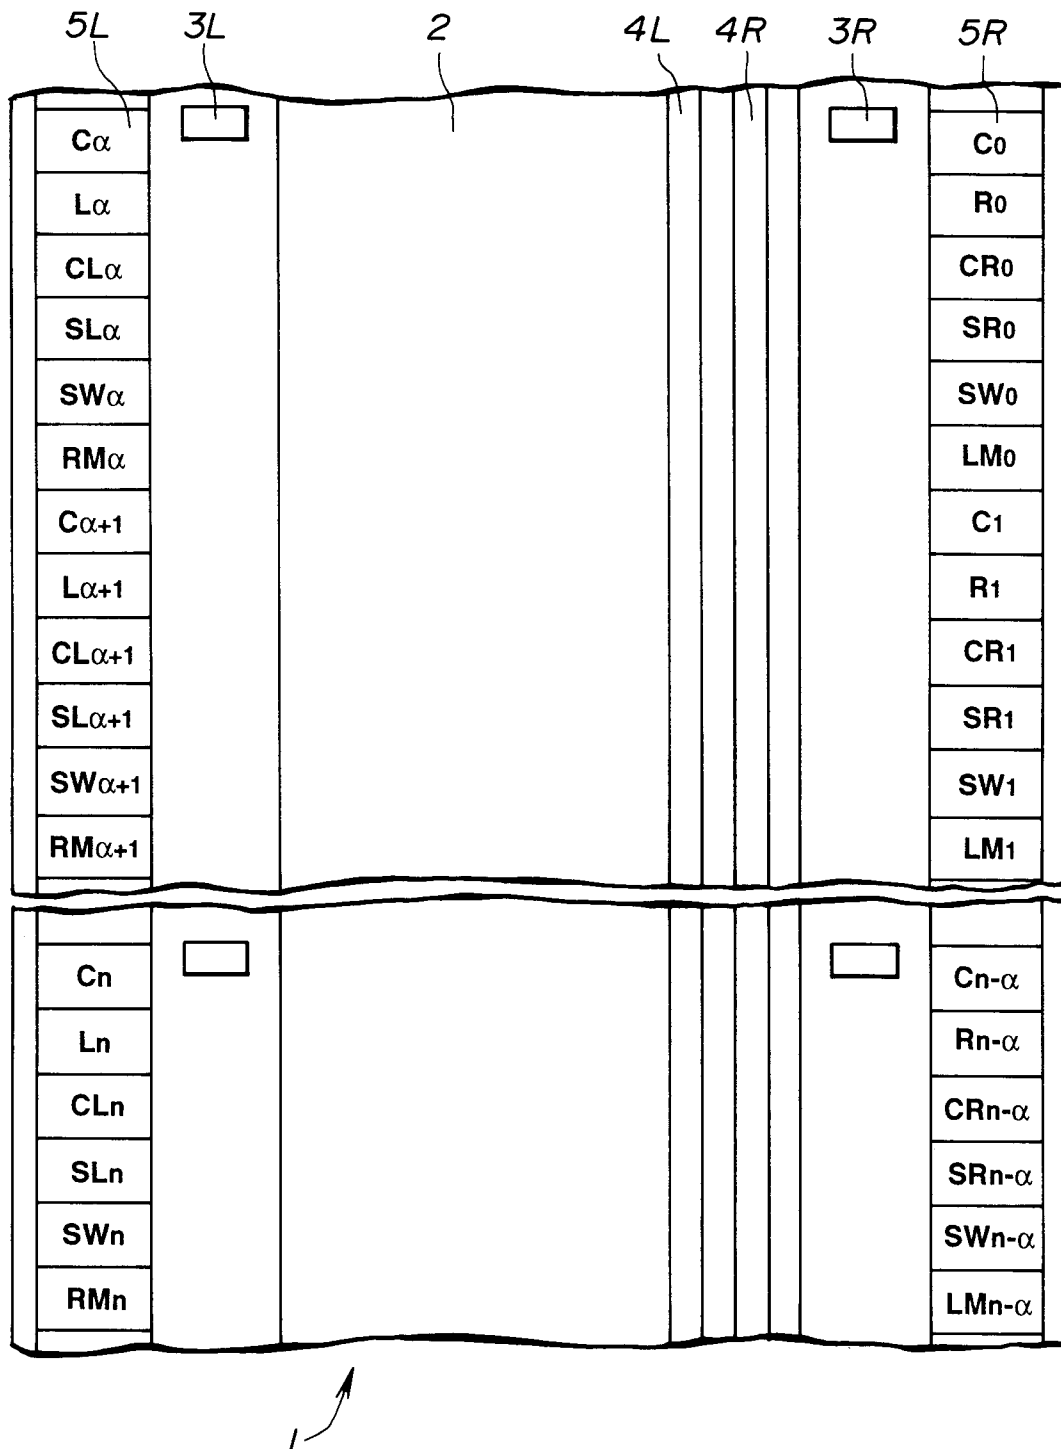 5L 3L 2 4L 4R 3R 5R
Cα C0
Lα R0
CLα CR0
SLα SR0
SWα SW0
RMα LM0
Cα+1 C1
Lα+1 R1
CLα+1 CR1
SLα+1 SR1
SWα+1 SW1
RMα+1 LM1
Cn Cn-α
Ln Rn-α
CLn CRn-α
SLn SRn-α
SWn SWn-α
RMn LMn-α
1